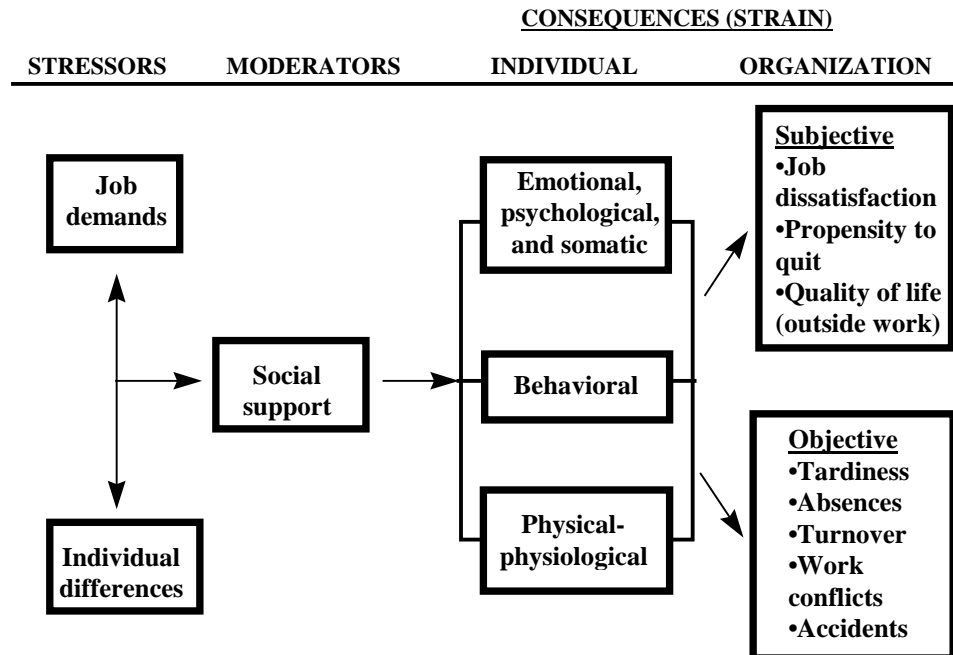 CONSEQUENCES (STRAIN)
STRESSORS MODERATORS INDIVIDUAL ORGANIZATION
Job
demands
Individual
differences
Social
support
Emotional,
psychological,
and somatic
Behavioral
Physical-
physiological
Subjective
•Job
dissatisfaction
•Propensity to
quit
•Quality of life
(outside work)
Objective
•Tardiness
•Absences
•Turnover
•Work
conflicts
•Accidents